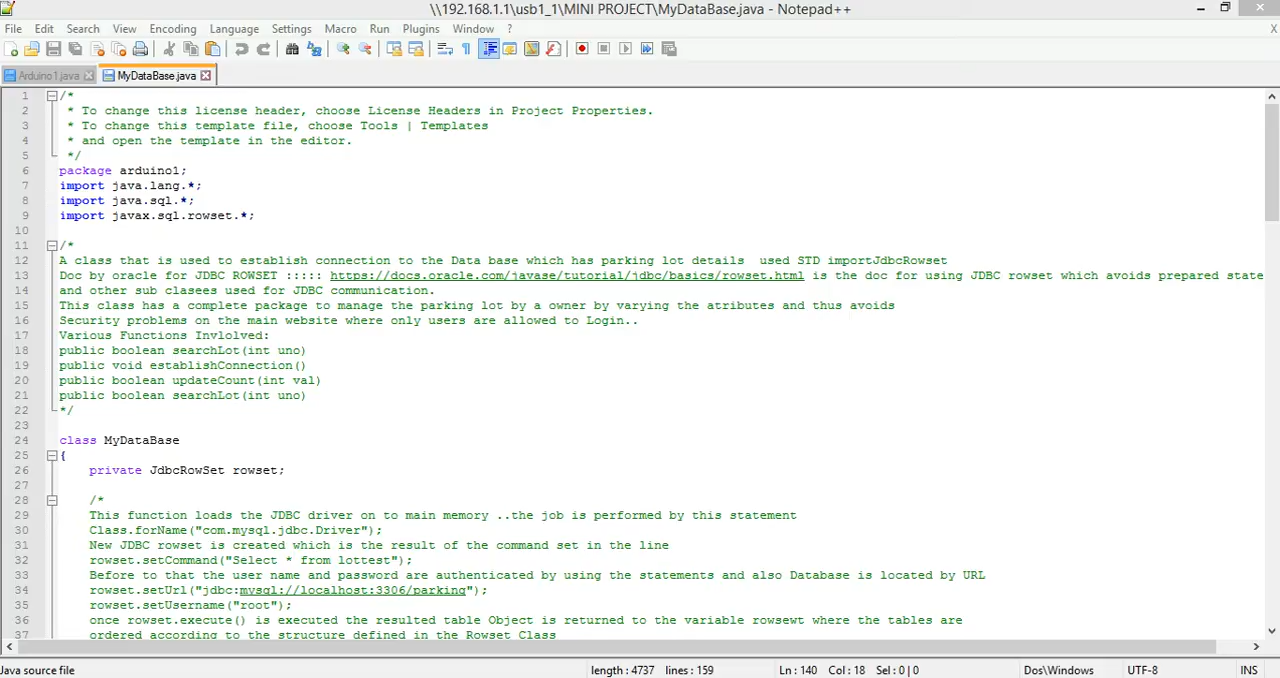 \\192.168.1.1\usb1_1\MINI PROJECT\MyDataBase.java - Notepad++
File Edit Search View Encoding Language Settings Macro Run Plugins Window ? X
Arduino1.java MyDataBase.java
1 /*
2 * To change this license header, choose License Headers in Project Properties.
3 * To change this template file, choose Tools | Templates
4 * and open the template in the editor.
5 */
6 package arduino1;
7 import java.lang.*;
8 import java.sql.*;
9 import javax.sql.rowset.*;
10
11 /*
12 A class that is used to establish connection to the Data base which has parking lot details  used STD importJdbcRowset
13 Doc by oracle for JDBC ROWSET ::::: https://docs.oracle.com/javase/tutorial/jdbc/basics/rowset.html is the doc for using JDBC rowset which avoids prepared state
14 and other sub clasees used for JDBC communication.
15 This class has a complete package to manage the parking lot by a owner by varying the atributes and thus avoids
16 Security problems on the main website where only users are allowed to Login..
17 Various Functions Invlolved:
18 public boolean searchLot(int uno)
19 public void establishConnection()
20 public boolean updateCount(int val)
21 public boolean searchLot(int uno)
22 */
23
24 class MyDataBase
25 {
26 private JdbcRowSet rowset;
27
28 /*
29 This function loads the JDBC driver on to main memory ..the job is performed by this statement
30 Class.forName("com.mysql.jdbc.Driver");
31 New JDBC rowset is created which is the result of the command set in the line
32 rowset.setCommand("Select * from lottest");
33 Before to that the user name and password are authenticated by using the statements and also Database is located by URL
34 rowset.setUrl("jdbc:mysql://localhost:3306/parking");
35 rowset.setUsername("root");
36 once rowset.execute() is executed the resulted table Object is returned to the variable rowsewt where the tables are
37 ordered according to the structure defined in the Rowset Class
Java source file length : 4737 lines : 159 Ln : 140 Col : 18 Sel : 0 | 0 Dos\Windows UTF-8 INS